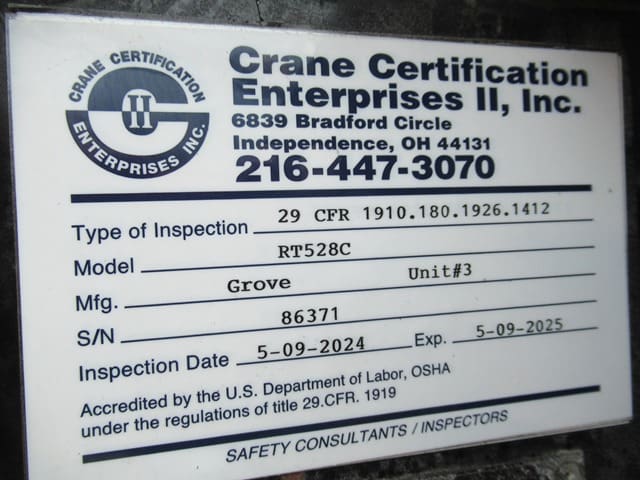 CRANE CERTIFICATION
II
ENTERPRISES INC.
Crane Certification
Enterprises II, Inc.
6839 Bradford Circle
Independence, OH 44131
216-447-3070
Type of Inspection 29 CFR 1910.180.1926.1412
Model RT528C
Mfg. Grove Unit#3
S/N 86371
Inspection Date 5-09-2024 Exp. 5-09-2025
Accredited by the U.S. Department of Labor, OSHA
under the regulations of title 29.CFR. 1919
SAFETY CONSULTANTS / INSPECTORS